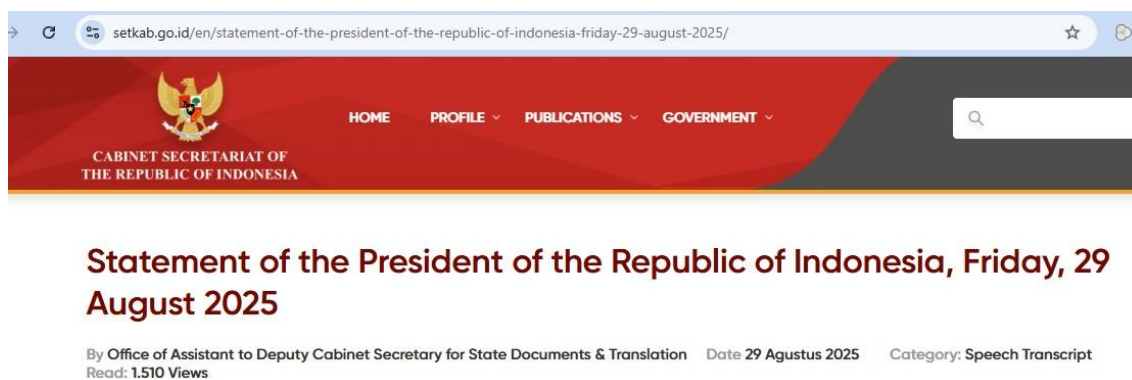 setkab.go.id/en/statement-of-the-president-of-the-republic-of-indonesia-friday-29-august-2025/
HOME PROFILE PUBLICATIONS GOVERNMENT
CABINET SECRETARIAT OF
THE REPUBLIC OF INDONESIA
Statement of the President of the Republic of Indonesia, Friday, 29
August 2025
By Office of Assistant to Deputy Cabinet Secretary for State Documents & Translation Date 29 Agustus 2025 Category: Speech Transcript
Read: 1.510 Views